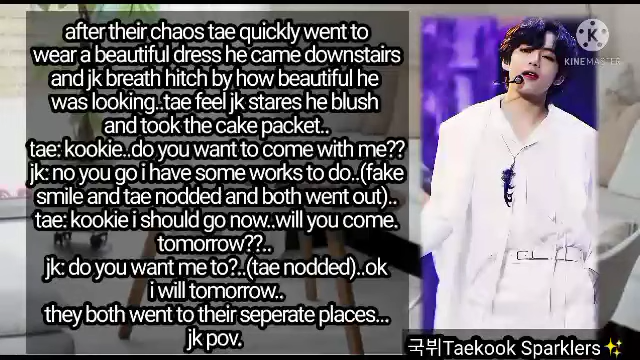 after their chaos tae quickly went to
wear a beautiful dress he came downstairs
and jk breath hitch by how beautiful he
was looking..tae feel jk stares he blush
and took the cake packet..
tae: kookie..do you want to come with me??
jk: no you go i have some works to do..(fake
smile and tae nodded and both went out)..
tae: kookie i should go now..will you come.
tomorrow??..
jk: do you want me to?..(tae nodded)..ok
i will tomorrow..
they both went to their seperate places...
jk pov.
KINEMASTER
국뷔Taekook Sparklers✨